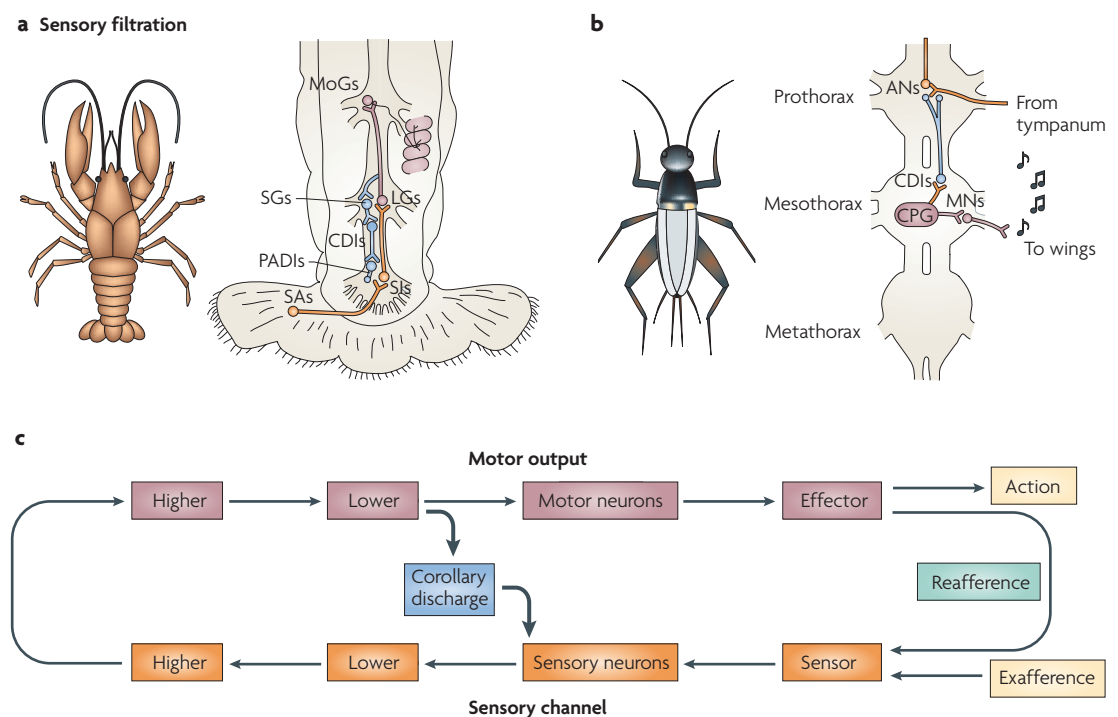 a Sensory filtration
MoGs
SGs
LGs
CDIs
PADIs
SAs
SIs
b
Prothorax
ANs
From
tympanum
CDIs
Mesothorax
MNs
CPG
To wings
Metathorax
c
Motor output
Higher
Lower
Motor neurons
Effector
Action
Corollary
discharge
Reafference
Higher
Lower
Sensory neurons
Sensor
Exafference
Sensory channel